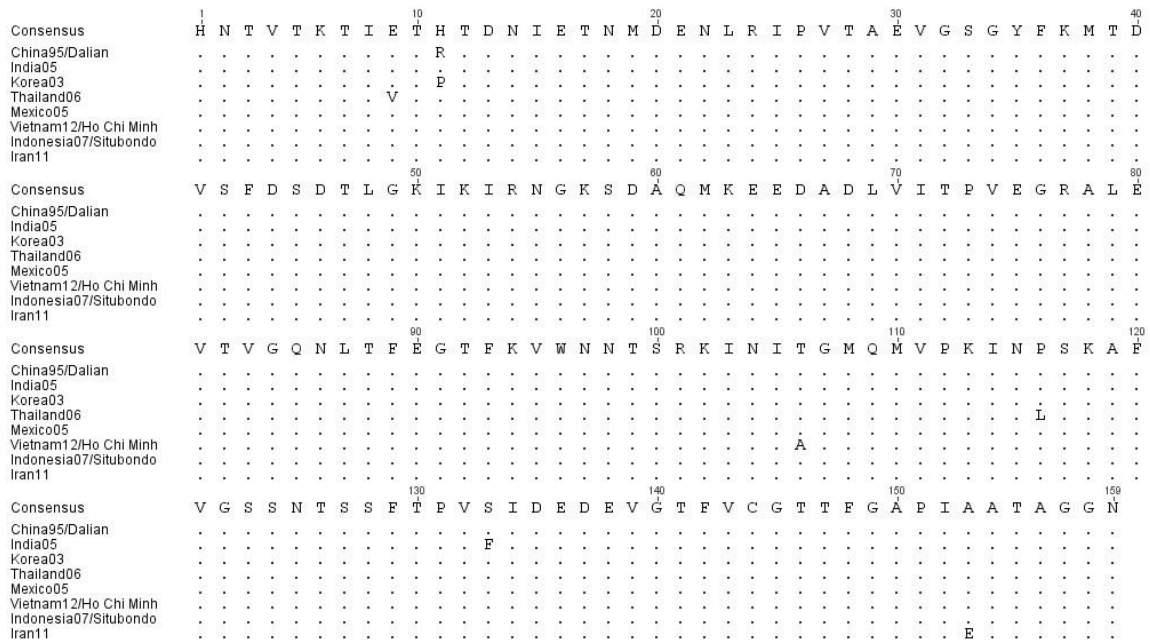 1 10 20 30 40
Consensus H N T V T K T I E T H T D N I E T N M D E N L R I P V T A E V G S G Y F K M T D
China95/Dalian . . . . . . . . . . R . . . . . . . . . . . . . . . . . . . . . . . . . . . . .
India05 . . . . . . . . . . . . . . . . . . . . . . . . . . . . . . . . . . . . . . . .
Korea03 . . . . . . . . . . P . . . . . . . . . . . . . . . . . . . . . . . . . . . . .
Thailand06 . . . . . . . . V . . . . . . . . . . . . . . . . . . . . . . . . . . . . . . .
Mexico05 . . . . . . . . . . . . . . . . . . . . . . . . . . . . . . . . . . . . . . . .
Vietnam12/Ho Chi Minh . . . . . . . . . . . . . . . . . . . . . . . . . . . . . . . . . . . . . . . .
Indonesia07/Situbondo . . . . . . . . . . . . . . . . . . . . . . . . . . . . . . . . . . . . . . . .
Iran11 . . . . . . . . . . . . . . . . . . . . . . . . . . . . . . . . . . . . . . . .
50 60 70 80
Consensus V S F D S D T L G K I K I R N G K S D A Q M K E E D A D L V I T P V E G R A L E
China95/Dalian . . . . . . . . . . . . . . . . . . . . . . . . . . . . . . . . . . . . . . . .
India05 . . . . . . . . . . . . . . . . . . . . . . . . . . . . . . . . . . . . . . . .
Korea03 . . . . . . . . . . . . . . . . . . . . . . . . . . . . . . . . . . . . . . . .
Thailand06 . . . . . . . . . . . . . . . . . . . . . . . . . . . . . . . . . . . . . . . .
Mexico05 . . . . . . . . . . . . . . . . . . . . . . . . . . . . . . . . . . . . . . . .
Vietnam12/Ho Chi Minh . . . . . . . . . . . . . . . . . . . . . . . . . . . . . . . . . . . . . . . .
Indonesia07/Situbondo . . . . . . . . . . . . . . . . . . . . . . . . . . . . . . . . . . . . . . . .
Iran11 . . . . . . . . . . . . . . . . . . . . . . . . . . . . . . . . . . . . . . . .
90 100 110 120
Consensus V T V G Q N L T F E G T F K V W N N T S R K I N I T G M Q M V P K I N P S K A F
China95/Dalian . . . . . . . . . . . . . . . . . . . . . . . . . . . . . . . . . . . . . . . .
India05 . . . . . . . . . . . . . . . . . . . . . . . . . . . . . . . . . . . . . . . .
Korea03 . . . . . . . . . . . . . . . . . . . . . . . . . . . . . . . . . . . . . . . .
Thailand06 . . . . . . . . . . . . . . . . . . . . . . . . . . . . . . . . . . . L . . . .
Mexico05 . . . . . . . . . . . . . . . . . . . . . . . . . . . . . . . . . . . . . . . .
Vietnam12/Ho Chi Minh . . . . . . . . . . . . . . . . . . . . . . . . . A . . . . . . . . . . . . . .
Indonesia07/Situbondo . . . . . . . . . . . . . . . . . . . . . . . . . . . . . . . . . . . . . . . .
Iran11 . . . . . . . . . . . . . . . . . . . . . . . . . . . . . . . . . . . . . . . .
130 140 150 159
Consensus V G S S N T S S F T P V S I D E D E V G T F V C G T T F G A P I A A T A G G N
China95/Dalian . . . . . . . . . . . . . . . . . . . . . . . . . . . . . . . . . . . . . . .
India05 . . . . . . . . . . . . F . . . . . . . . . . . . . . . . . . . . . . . . . .
Korea03 . . . . . . . . . . . . . . . . . . . . . . . . . . . . . . . . . . . . . . .
Thailand06 . . . . . . . . . . . . . . . . . . . . . . . . . . . . . . . . . . . . . . .
Mexico05 . . . . . . . . . . . . . . . . . . . . . . . . . . . . . . . . . . . . . . .
Vietnam12/Ho Chi Minh . . . . . . . . . . . . . . . . . . . . . . . . . . . . . . . . . . . . . . .
Indonesia07/Situbondo . . . . . . . . . . . . . . . . . . . . . . . . . . . . . . . . . . . . . . .
Iran11 . . . . . . . . . . . . . . . . . . . . . . . . . . . . . . . . E . . . . . .